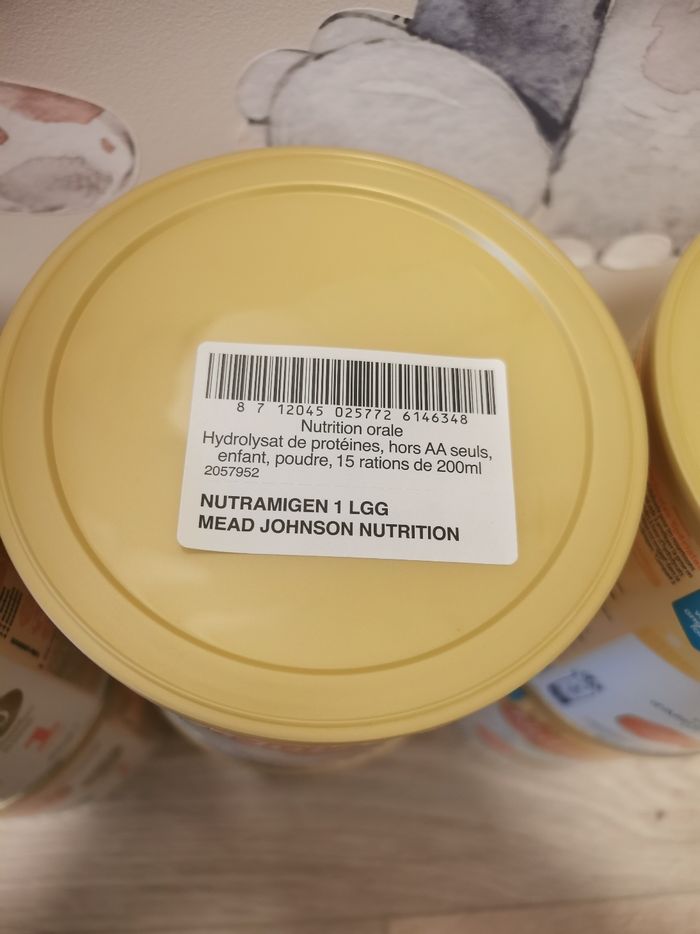 8 7 12045 025772 6146348
Nutrition orale
Hydrolysat de protéines, hors AA seuls,
enfant, poudre, 15 rations de 200ml
2057952
NUTRAMIGEN 1 LGG
MEAD JOHNSON NUTRITION